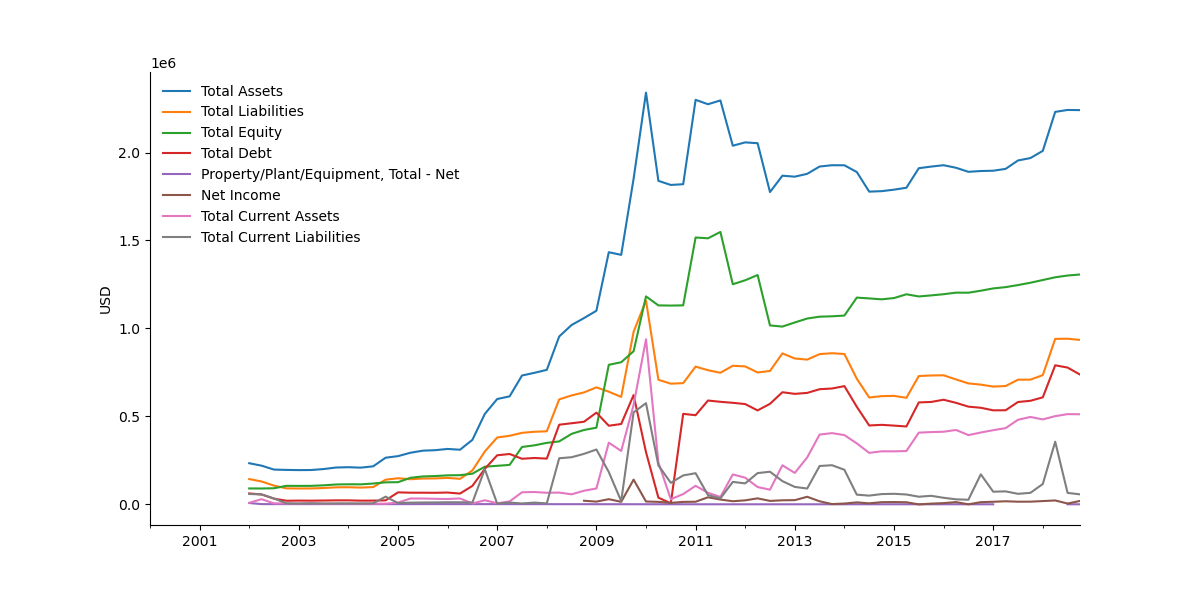 1e6
Total Assets
Total Liabilities
Total Equity
Total Debt
Property/Plant/Equipment, Total - Net
Net Income
Total Current Assets
Total Current Liabilities
2.0
1.5
1.0
0.5
0.0
USD
2001 2003 2005 2007 2009 2011 2013 2015 2017